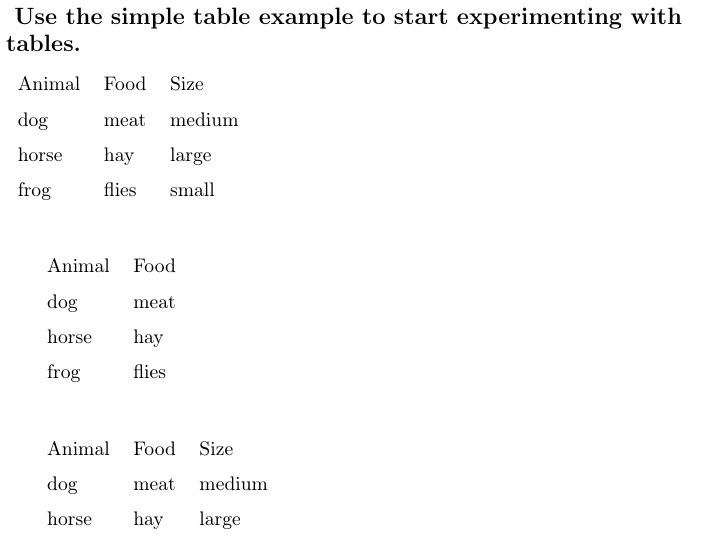 Use the simple table example to start experimenting with
tables.
Animal Food Size
dog meat medium
horse hay large
frog flies small
Animal Food
dog meat
horse hay
frog flies
Animal Food Size
dog meat medium
horse hay large